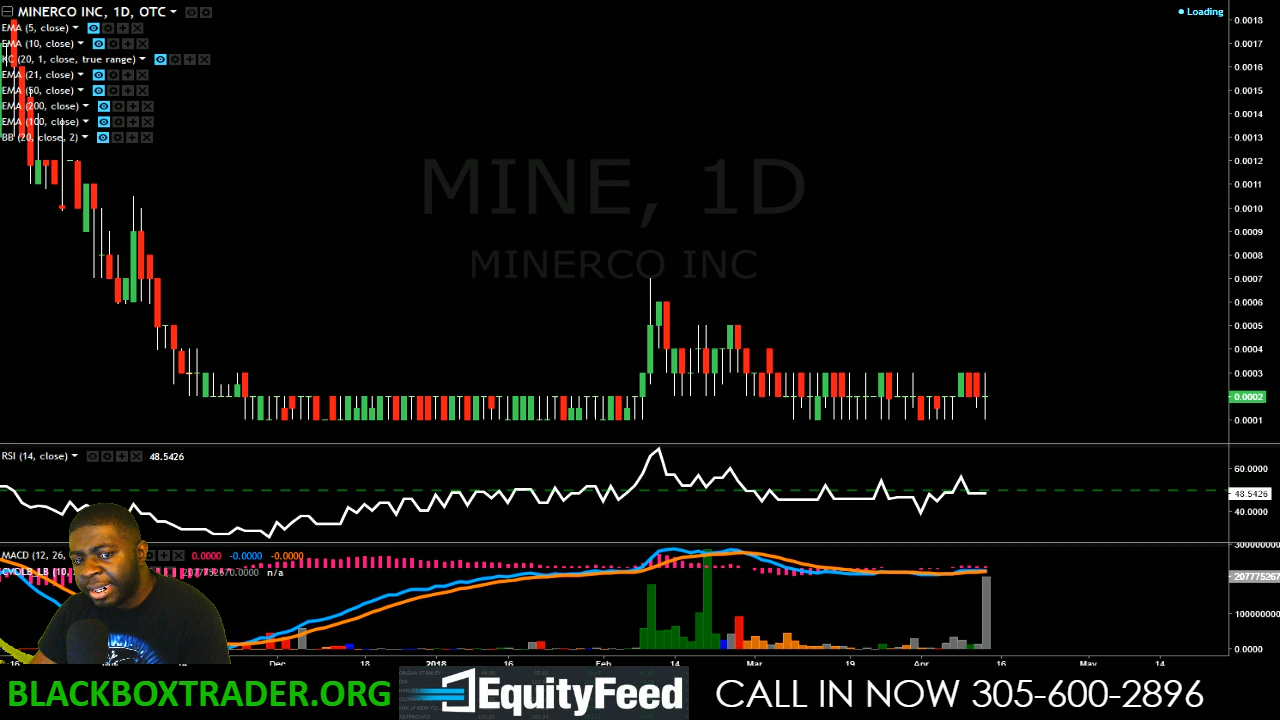 MINERCO INC, 1D, OTC
Loading
EMA (5, close)
EMA (10, close)
KC (20, 1, close, true range)
EMA (21, close)
EMA (50, close)
EMA (200, close)
EMA (100, close)
BB (20, close, 2)
MINE, 1D
MINERCO INC
0.0018
0.0017
0.0016
0.0015
0.0014
0.0013
0.0012
0.0011
0.0010
0.0009
0.0008
0.0007
0.0006
0.0005
0.0004
0.0003
0.0002
0.0001
RSI (14, close) 48.5426
60.0000
48.5426
40.0000
MACD (12, 26, 0.0000 -0.0000 -0.0000
CVOLB_LB (10, 207752670.0000 n/a
300000000
207775267
100000000
0.0000
16 Dec 18 2018 16 Feb 14 Mar 19 Apr 16 May 14
BLACKBOXTRADER.ORG
EquityFeed
CALL IN NOW 305-600-2896